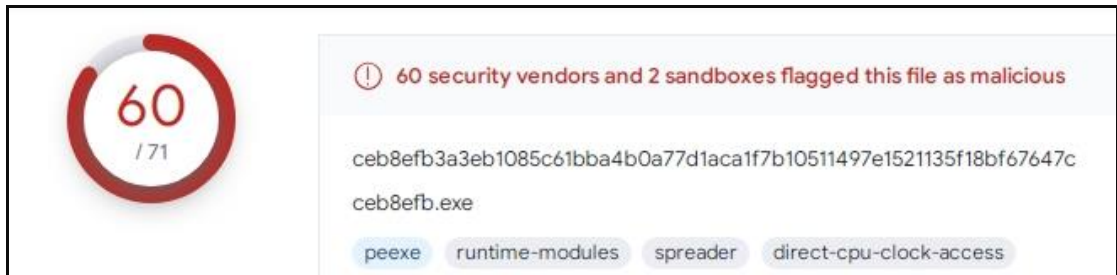 60
/ 71
60 security vendors and 2 sandboxes flagged this file as malicious
ceb8efb3a3eb1085c61bba4b0a77d1aca1f7b10511497e1521135f18bf67647c
ceb8efb.exe
peexe runtime-modules spreader direct-cpu-clock-access